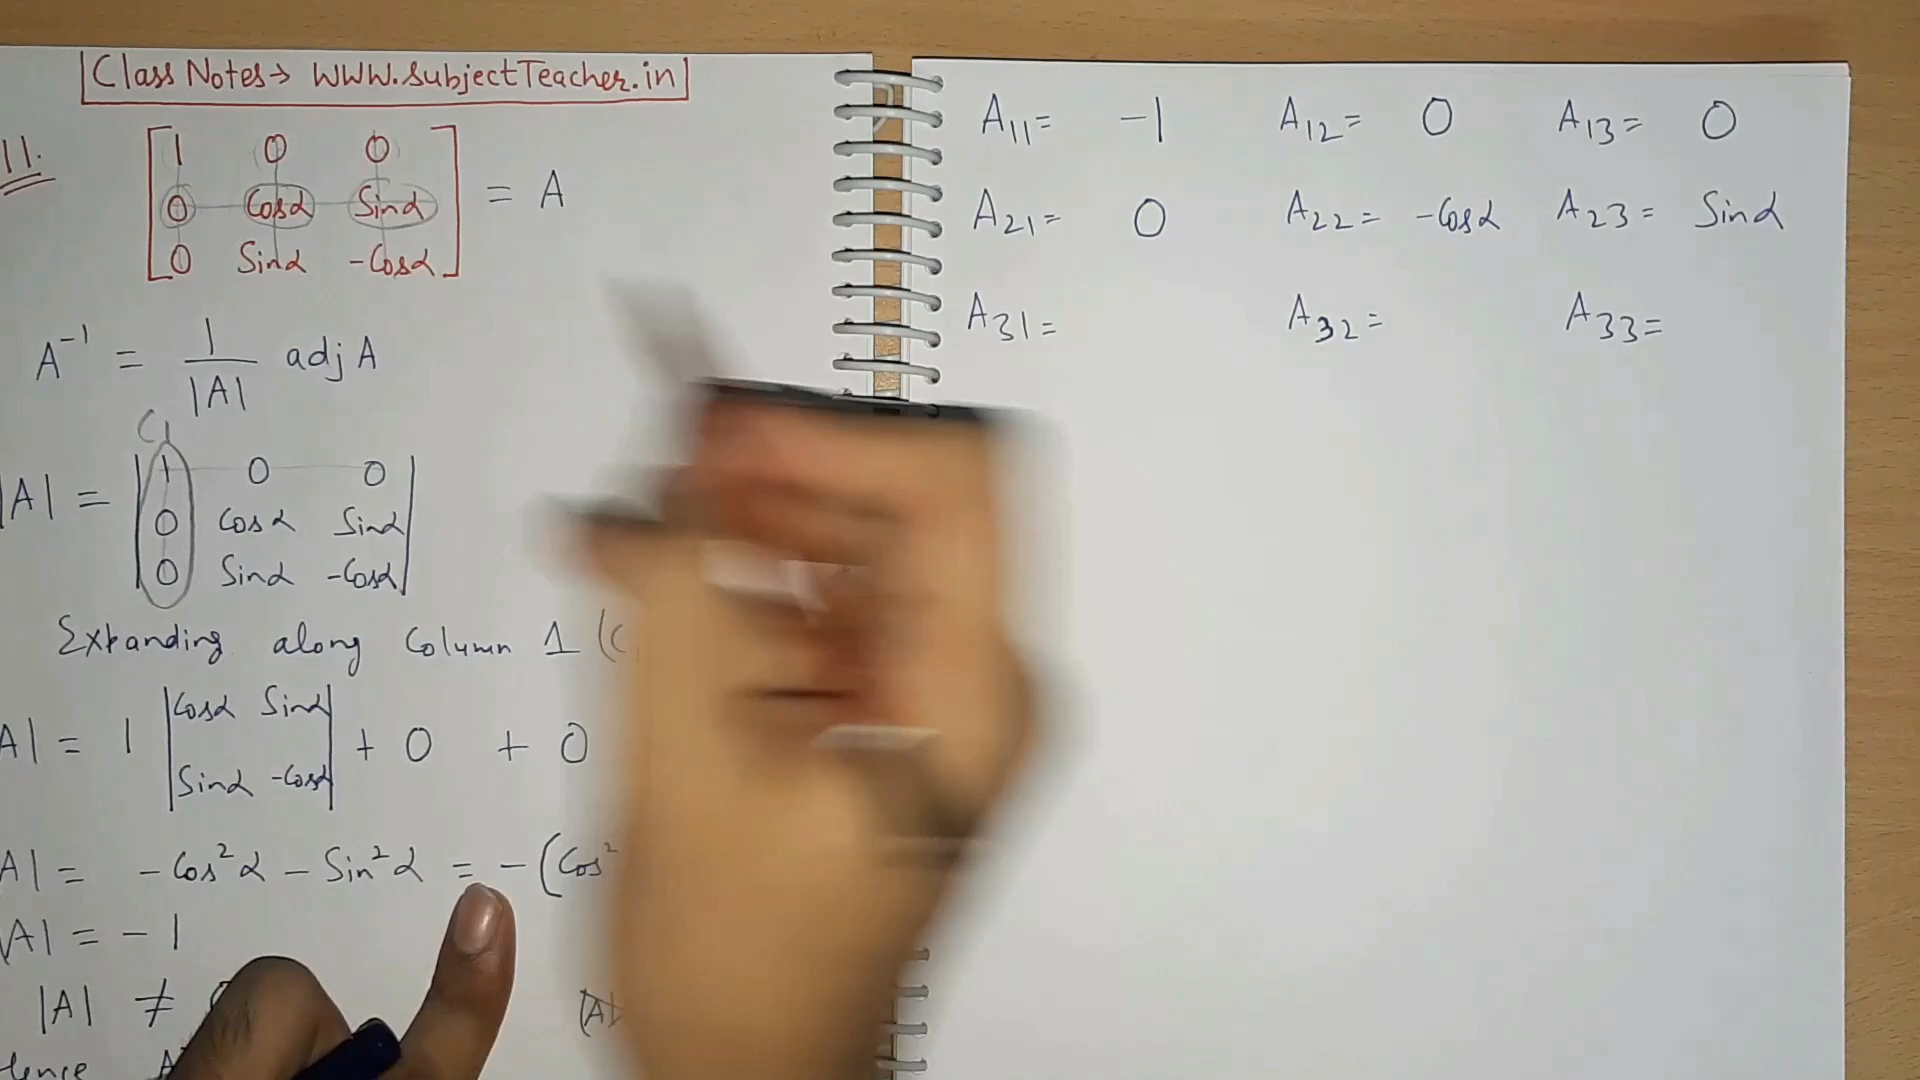 Class Notes→ WWW.SubjectTeacher.in
11.
1 0 0
0 Cosα Sinα = A
0 Sinα -Cosα
A⁻¹ = 1/|A| adj A
C1
|A| = | 1 0 0 |
0 Cosα Sinα
0 Sinα -Cosα
Expanding along Column 1 (C
A| = 1 | Cosα Sinα | + 0 + 0
Sinα -Cosα
A| = -Cos²α - Sin²α = -(Cos²
A| = -1
|A| ≠
Hence
A11 = -1 A12 = 0 A13 = 0
A21 = 0 A22 = -Cosα A23 = Sinα
A31 = A32 = A33 =